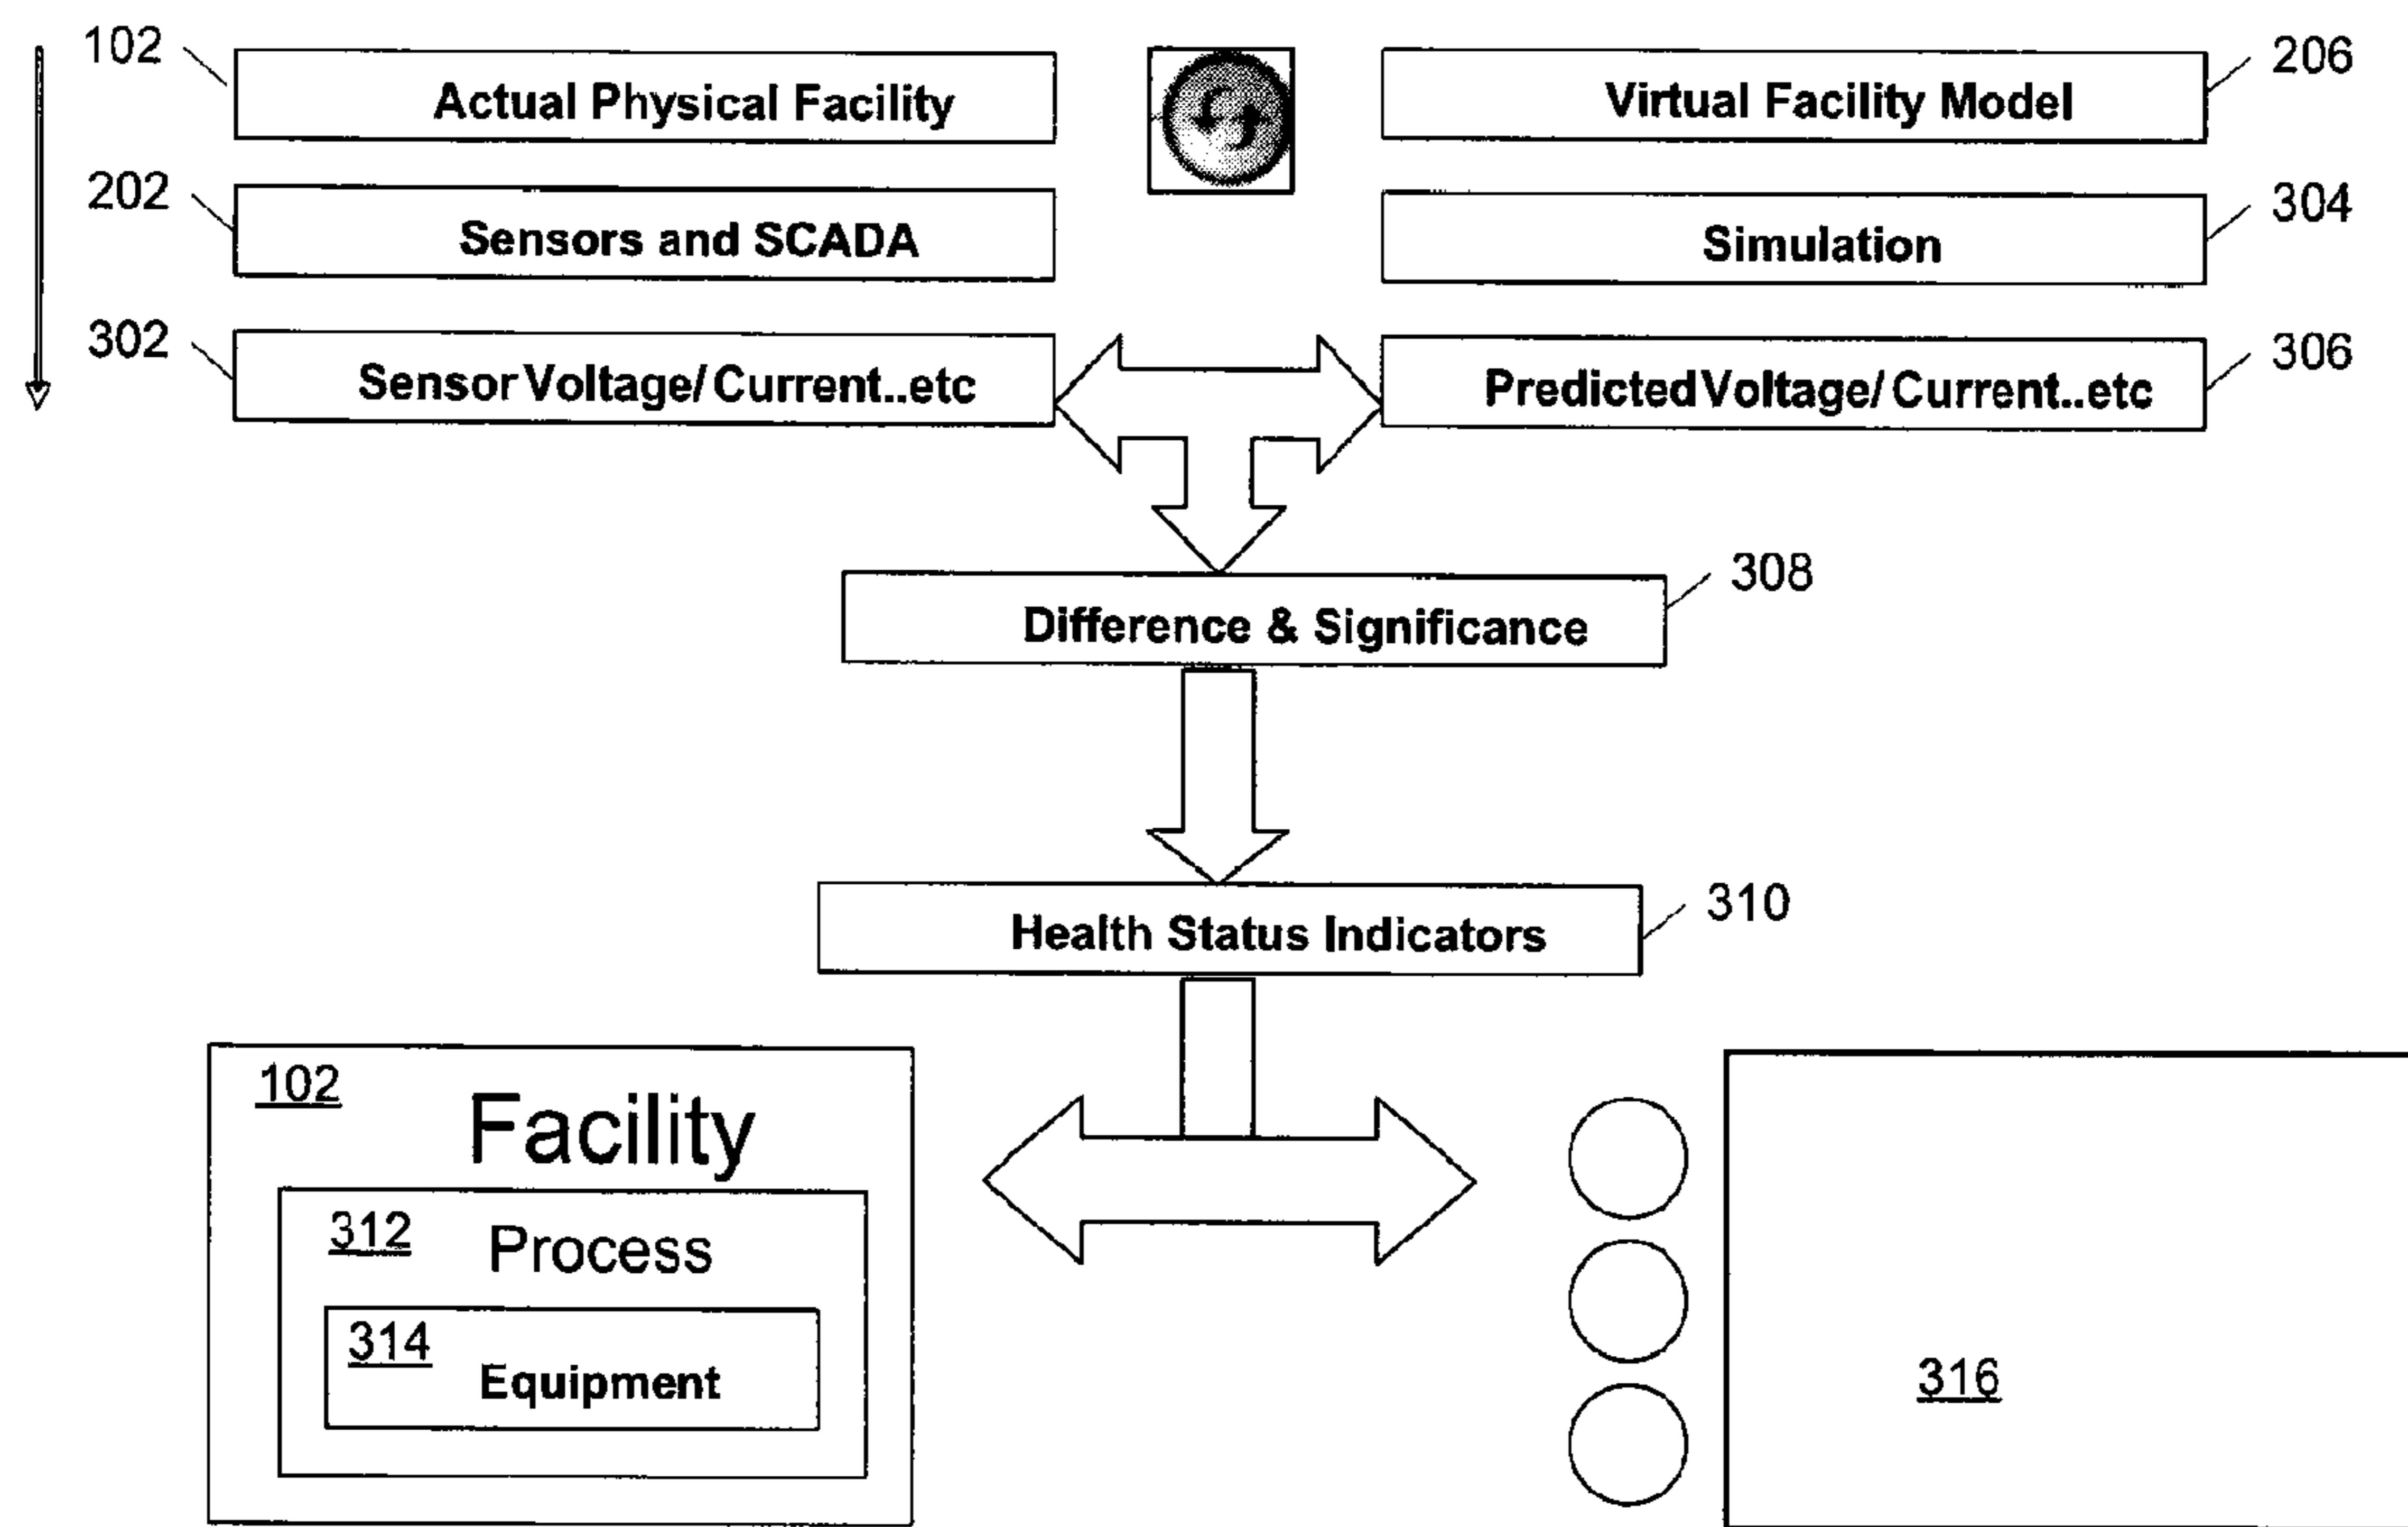 102
Actual Physical Facility
Virtual Facility Model
206
202
Sensors and SCADA
Simulation
304
302
Sensor Voltage/ Current..etc
Predicted Voltage/ Current..etc
306
Difference & Significance
308
Health Status Indicators
310
102
Facility
312
Process
314
Equipment
316